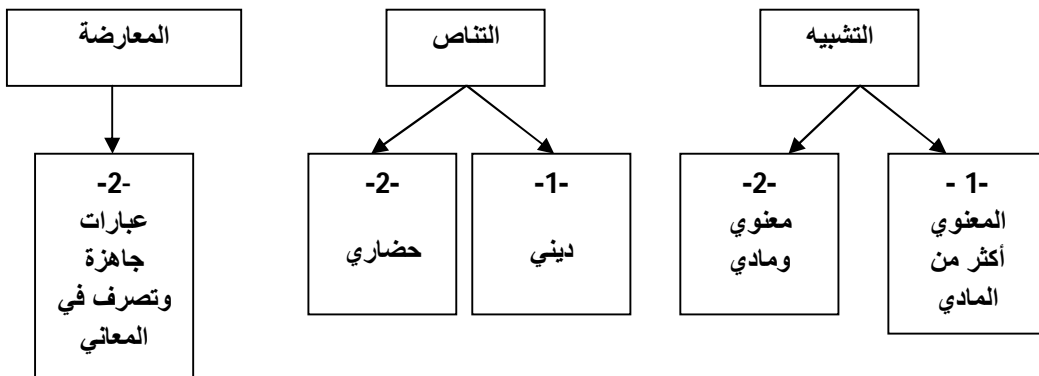 التشبيه
التناص
المعارضة
- 1-
المعنوي
أكثر من
المادي
-2-
معنوي
ومادي
-1-
ديني
-2-
حضاري
-2-
عبارات
جاهزة
وتصرف في
المعاني